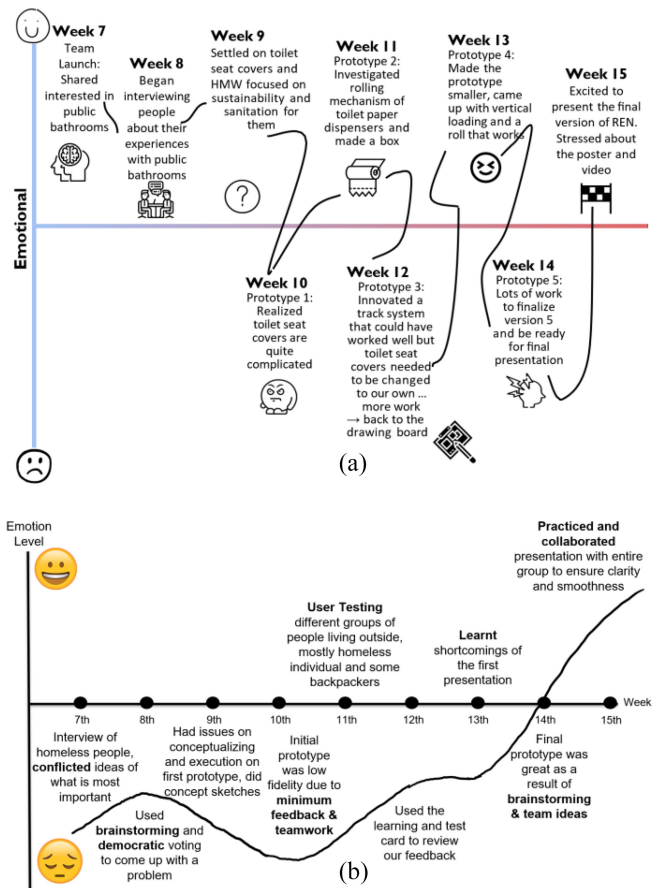 Week 7
Team
Launch:
Shared
interested in
public
bathrooms
Week 8
Began
interviewing
people
about their
experiences
with public
bathrooms
Week 9
Settled on toilet
seat covers and
HMW focused on
sustainability and
sanitation for
them
Week 11
Prototype 2:
Investigated
rolling
mechanism of
toilet paper
dispensers and
made a box
Week 13
Prototype 4:
Made the
prototype
smaller, came
up with vertical
loading and a
roll that works
Week 15
Excited to
present the final
version of REN.
Stressed about
the poster and
video
Emotional
?
Week 10
Prototype 1:
Realized
toilet seat
covers are
quite
complicated
Week 12
Prototype 3:
Innovated a
track system
that could have
worked well but
toilet seat
covers needed
to be changed
to our own ...
more work
→ back to the
drawing board
Week 14
Prototype 5:
Lots of work
to finalize
version 5
and be ready
for final
presentation
(a)
Emotion
Level
Practiced and
collaborated
presentation with entire
group to ensure clarity
and smoothness
User Testing
different groups of
people living outside,
mostly homeless
individual and some
backpackers
Learnt
shortcomings of
the first
presentation
Week
7th 8th 9th 10th 11th 12th 13th 14th 15th
Interview of
homeless people,
conflicted ideas of
what is most
important
Used
brainstorming and
democratic voting
to come up with a
problem
Had issues on
conceptualizing
and execution on
first prototype, did
concept sketches
Initial
prototype
was low
fidelity due to
minimum
feedback &
teamwork
Used the
learning and test
card to review
our feedback
Final
prototype was
great as a
result of
brainstorming
& team ideas
(b)